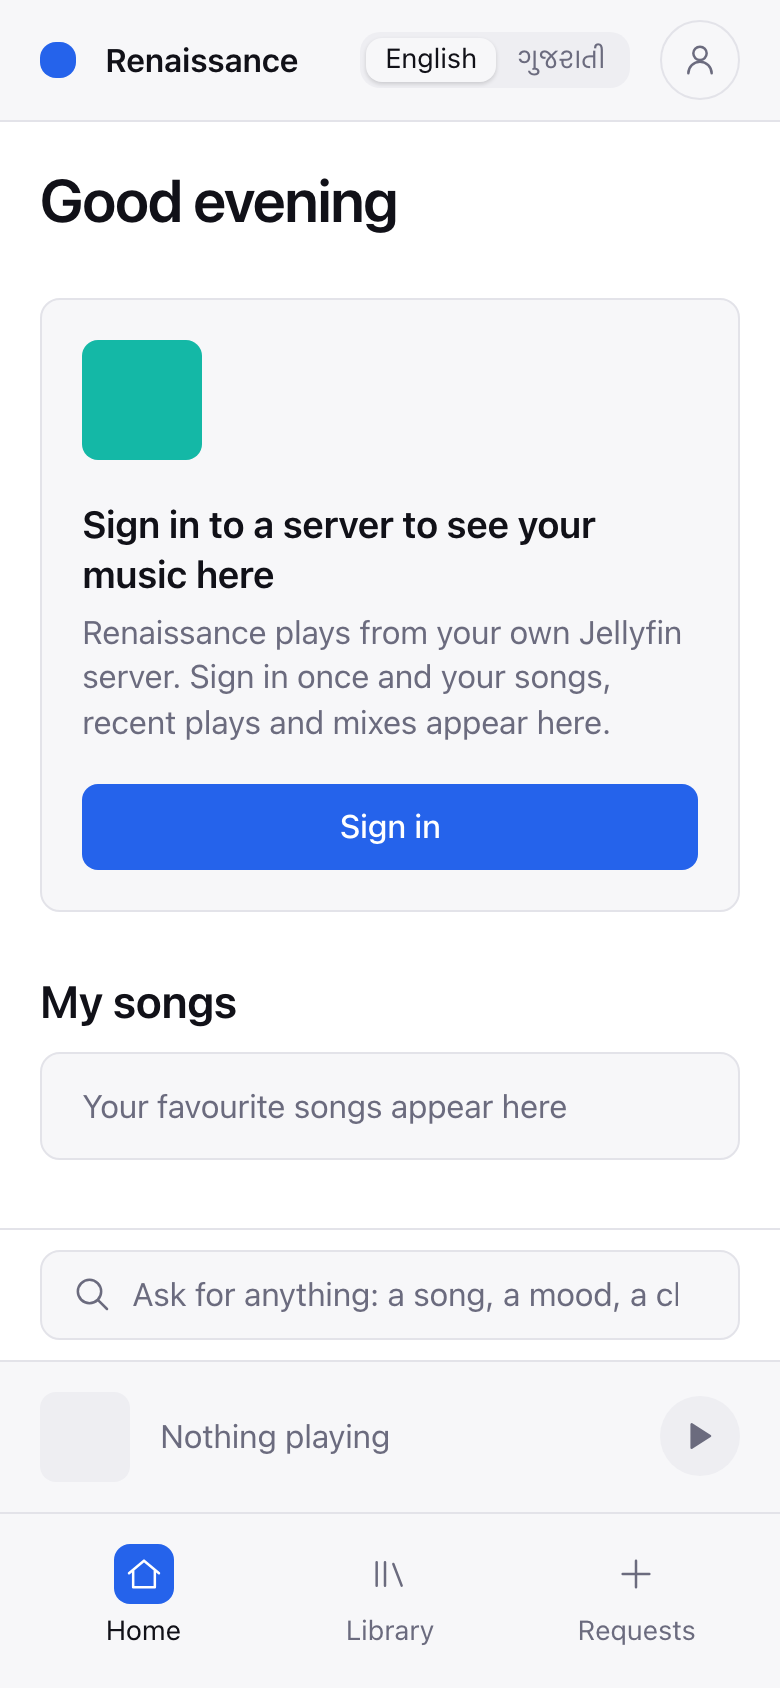 Renaissance
English
ગુજરાતી
Good evening
Sign in to a server to see your
music here
Renaissance plays from your own Jellyfin
server. Sign in once and your songs,
recent plays and mixes appear here.
Sign in
My songs
Your favourite songs appear here
Ask for anything: a song, a mood, a cl
Nothing playing
Home
Library
Requests